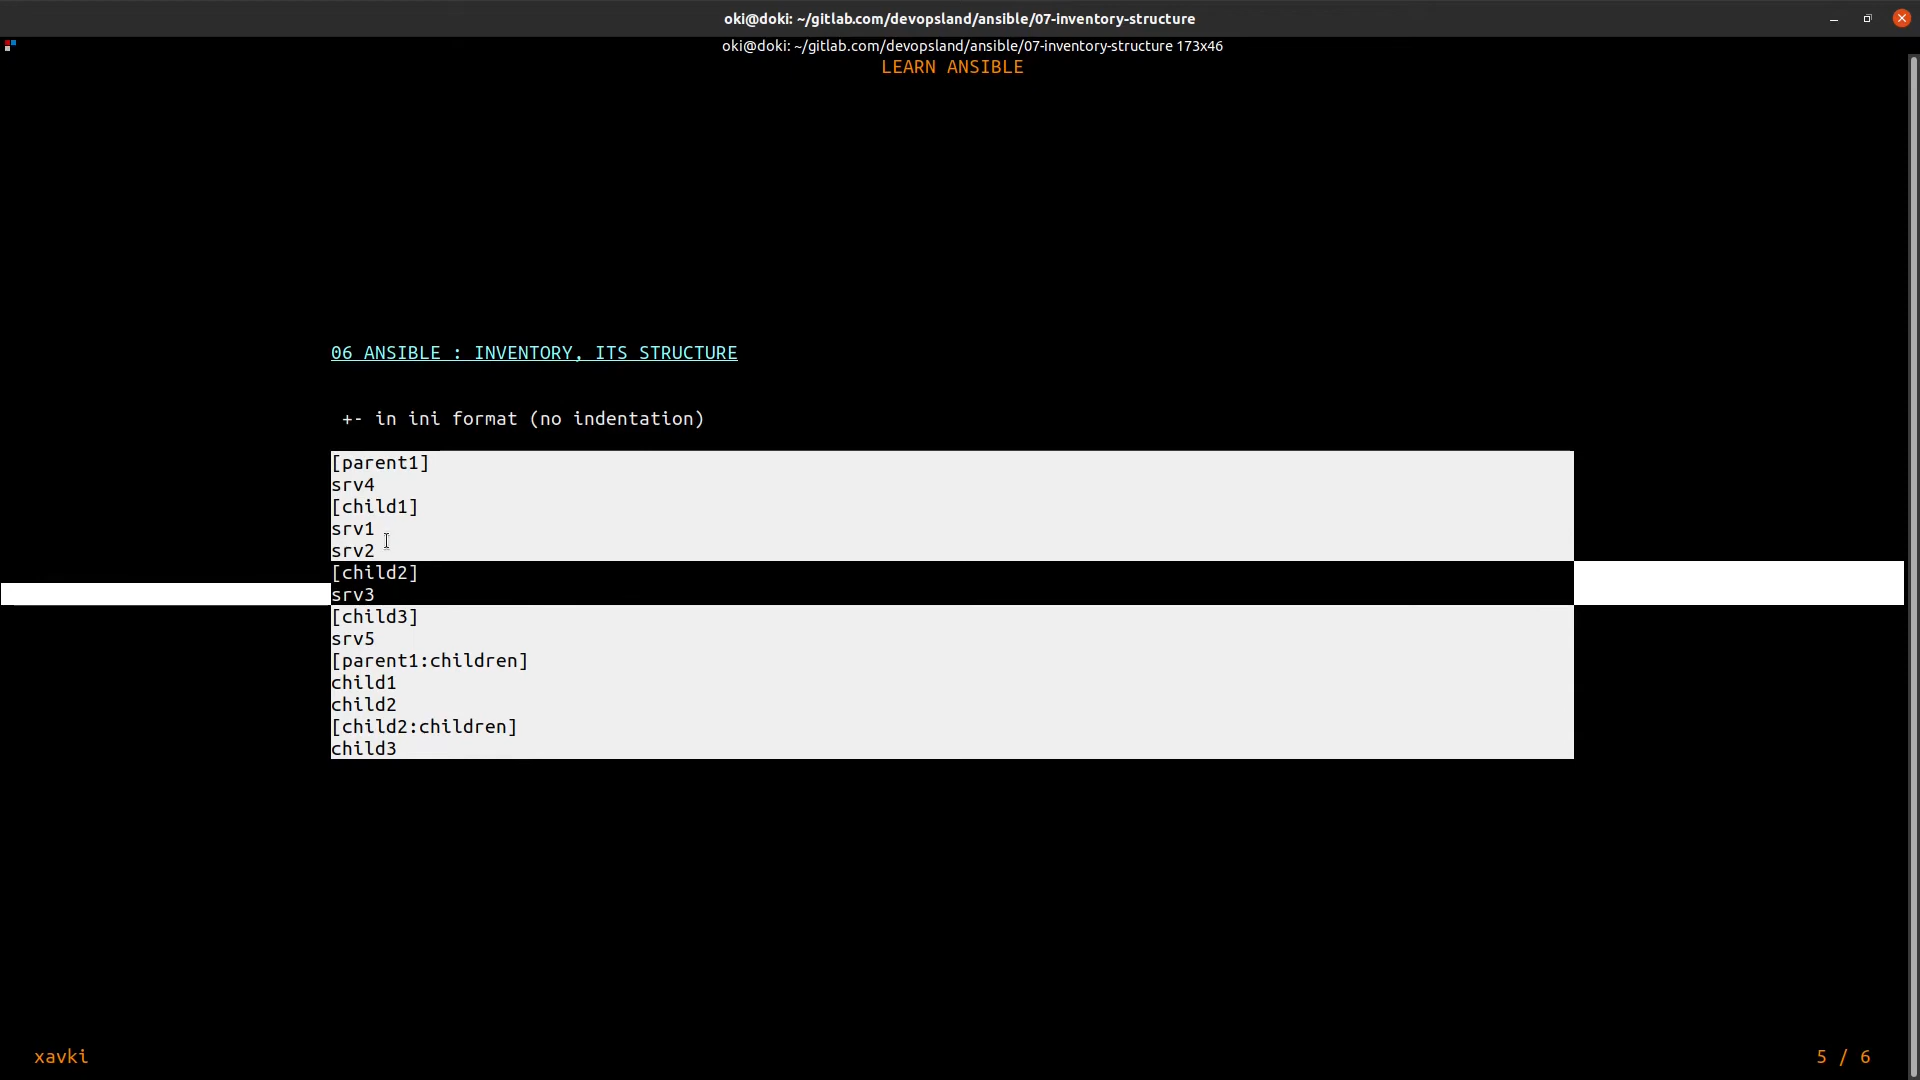 oki@doki: ~/gitlab.com/devopsland/ansible/07-inventory-structure
oki@doki: ~/gitlab.com/devopsland/ansible/07-inventory-structure 173x46
LEARN ANSIBLE
06 ANSIBLE : INVENTORY, ITS STRUCTURE
+- in ini format (no indentation)
[parent1]
srv4
[child1]
srv1
srv2
[child2]
srv3
[child3]
srv5
[parent1:children]
child1
child2
[child2:children]
child3
xavki
5 / 6